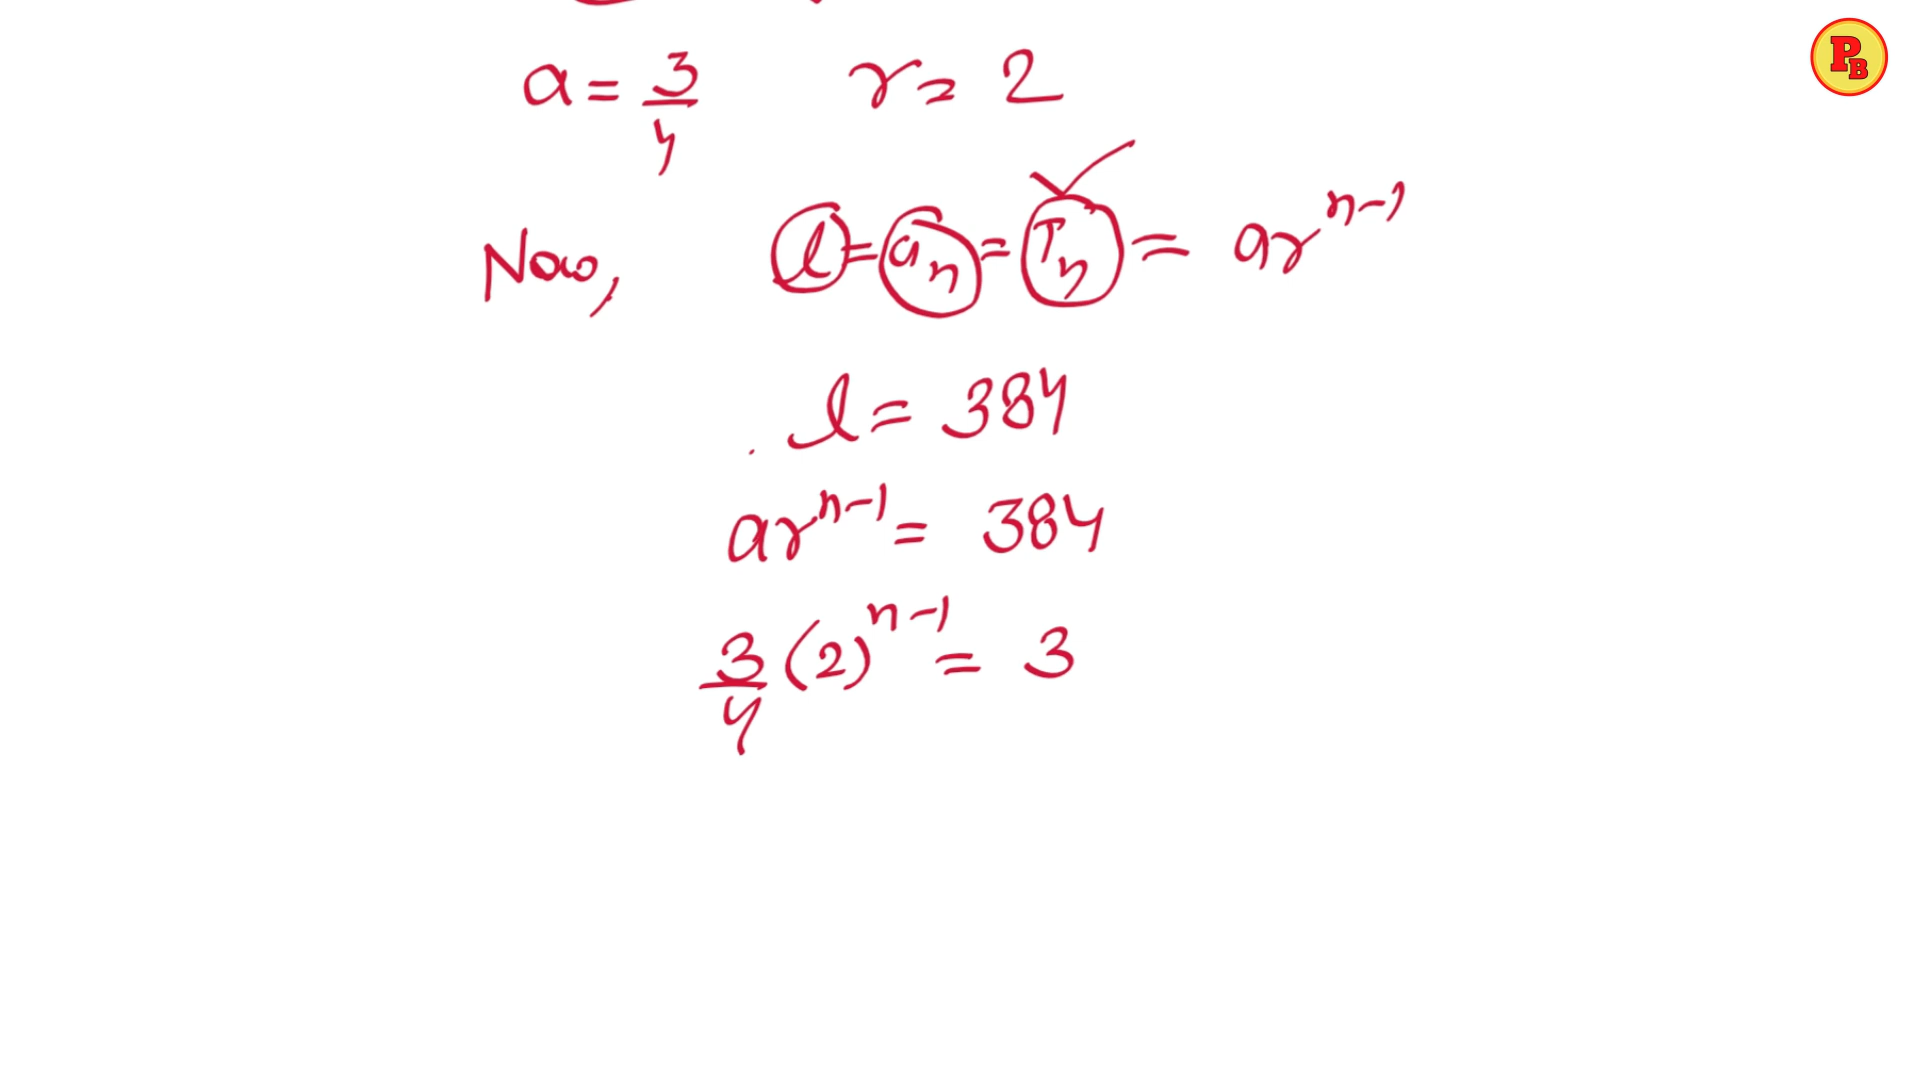 a = 3/4 r = 2
Now, l = a_n = T_n = ar^{n-1}
l = 384
ar^{n-1} = 384
3/4 (2)^{n-1} = 3
PB